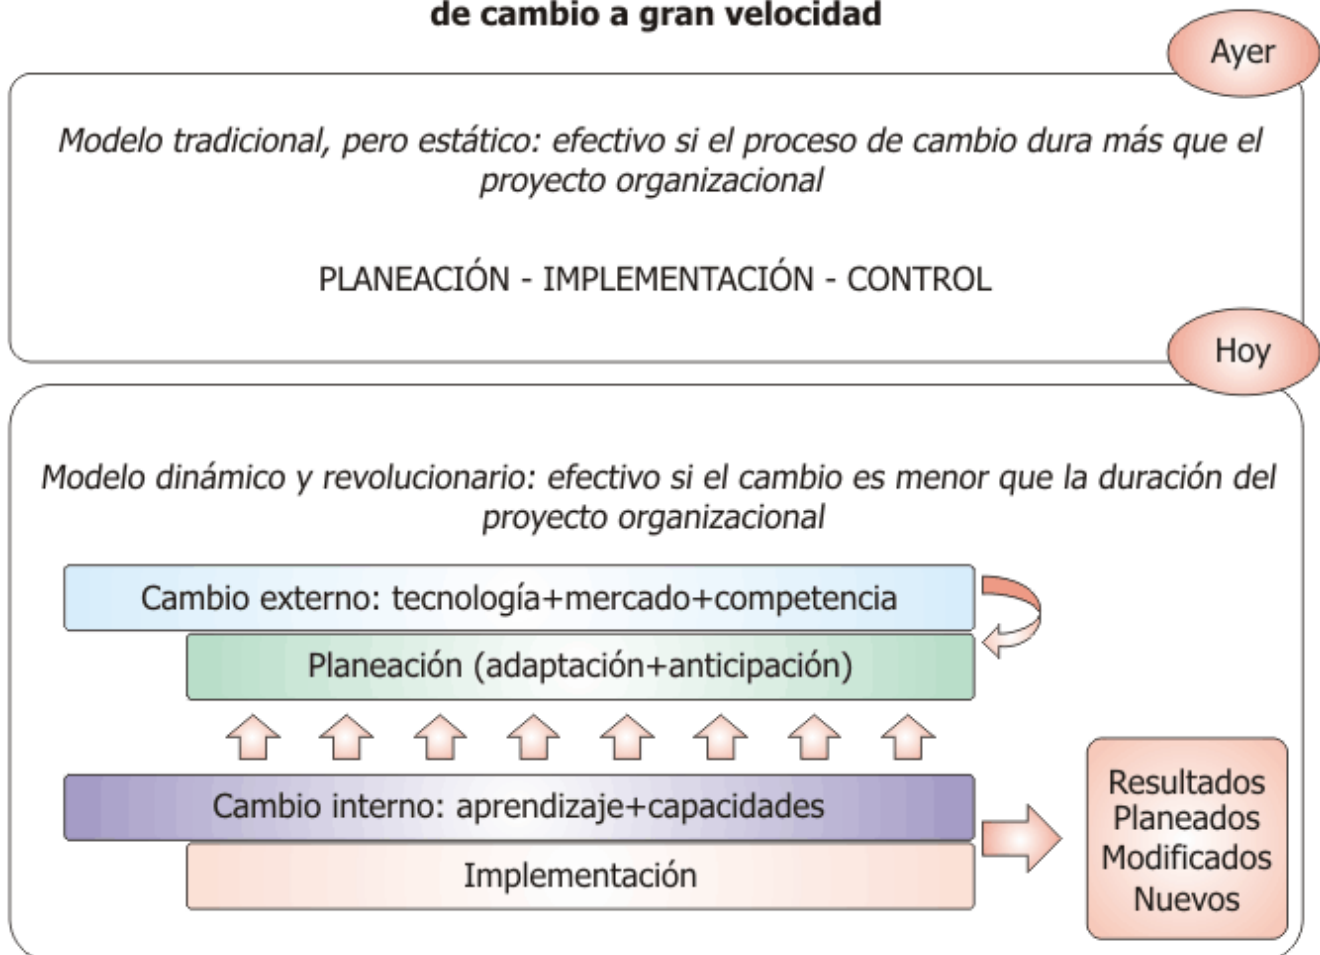 de cambio a gran velocidad
Ayer
Modelo tradicional, pero estático: efectivo si el proceso de cambio dura más que el
proyecto organizacional
PLANEACIÓN - IMPLEMENTACIÓN - CONTROL
Hoy
Modelo dinámico y revolucionario: efectivo si el cambio es menor que la duración del
proyecto organizacional
Cambio externo: tecnología+mercado+competencia
Planeación (adaptación+anticipación)
Cambio interno: aprendizaje+capacidades
Implementación
Resultados
Planeados
Modificados
Nuevos